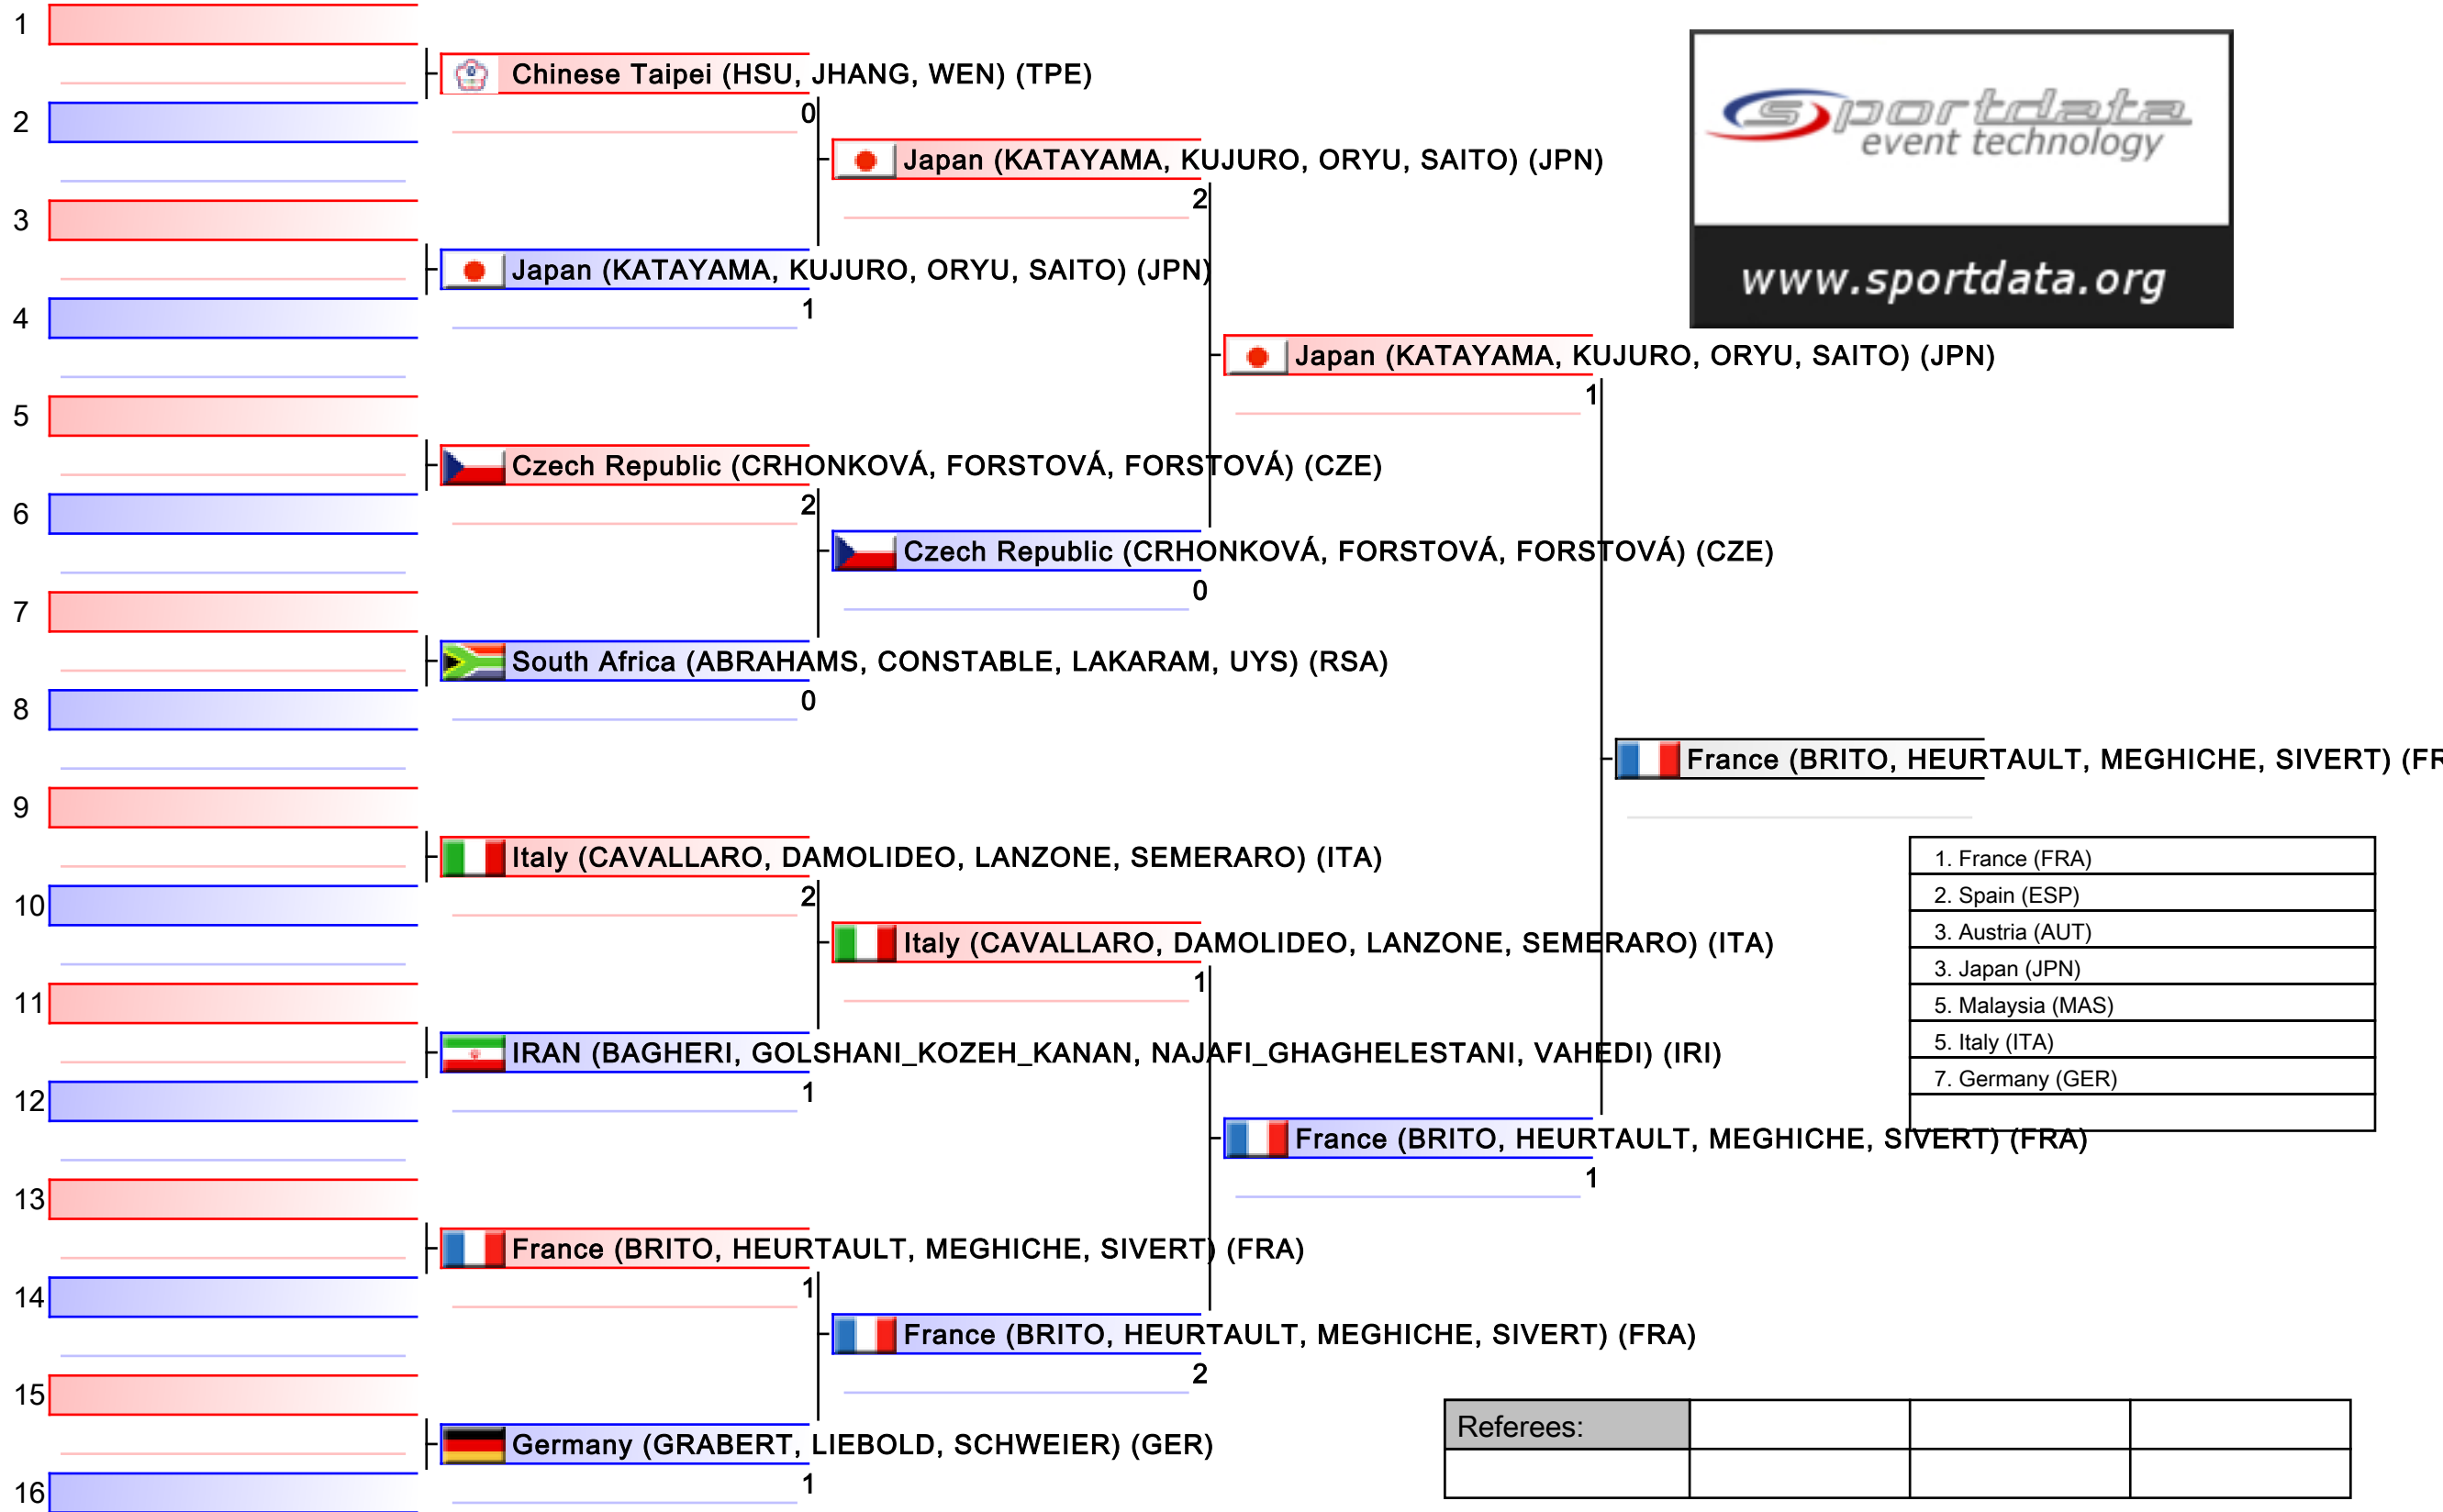 1
Chinese Taipei (HSU, JHANG, WEN) (TPE)
0
2
Japan (KATAYAMA, KUJURO, ORYU, SAITO) (JPN)
2
3
Japan (KATAYAMA, KUJURO, ORYU, SAITO) (JPN)
1
4
Japan (KATAYAMA, KUJURO, ORYU, SAITO) (JPN)
1
5
Czech Republic (CRHONKOVÁ, FORSTOVÁ, FORSTOVÁ) (CZE)
2
6
Czech Republic (CRHONKOVÁ, FORSTOVÁ, FORSTOVÁ) (CZE)
0
7
South Africa (ABRAHAMS, CONSTABLE, LAKARAM, UYS) (RSA)
0
8
France (BRITO, HEURTAULT, MEGHICHE, SIVERT) (FR
9
Italy (CAVALLARO, DAMOLIDEO, LANZONE, SEMERARO) (ITA)
2
10
Italy (CAVALLARO, DAMOLIDEO, LANZONE, SEMERARO) (ITA)
1
11
IRAN (BAGHERI, GOLSHANI_KOZEH_KANAN, NAJAFI_GHAGHELESTANI, VAHEDI) (IRI)
1
12
France (BRITO, HEURTAULT, MEGHICHE, SIVERT) (FRA)
1
13
France (BRITO, HEURTAULT, MEGHICHE, SIVERT) (FRA)
1
14
France (BRITO, HEURTAULT, MEGHICHE, SIVERT) (FRA)
2
15
Germany (GRABERT, LIEBOLD, SCHWEIER) (GER)
1
16
sportdata
event technology
www.sportdata.org
1. France (FRA)
2. Spain (ESP)
3. Austria (AUT)
3. Japan (JPN)
5. Malaysia (MAS)
5. Italy (ITA)
7. Germany (GER)
Referees: